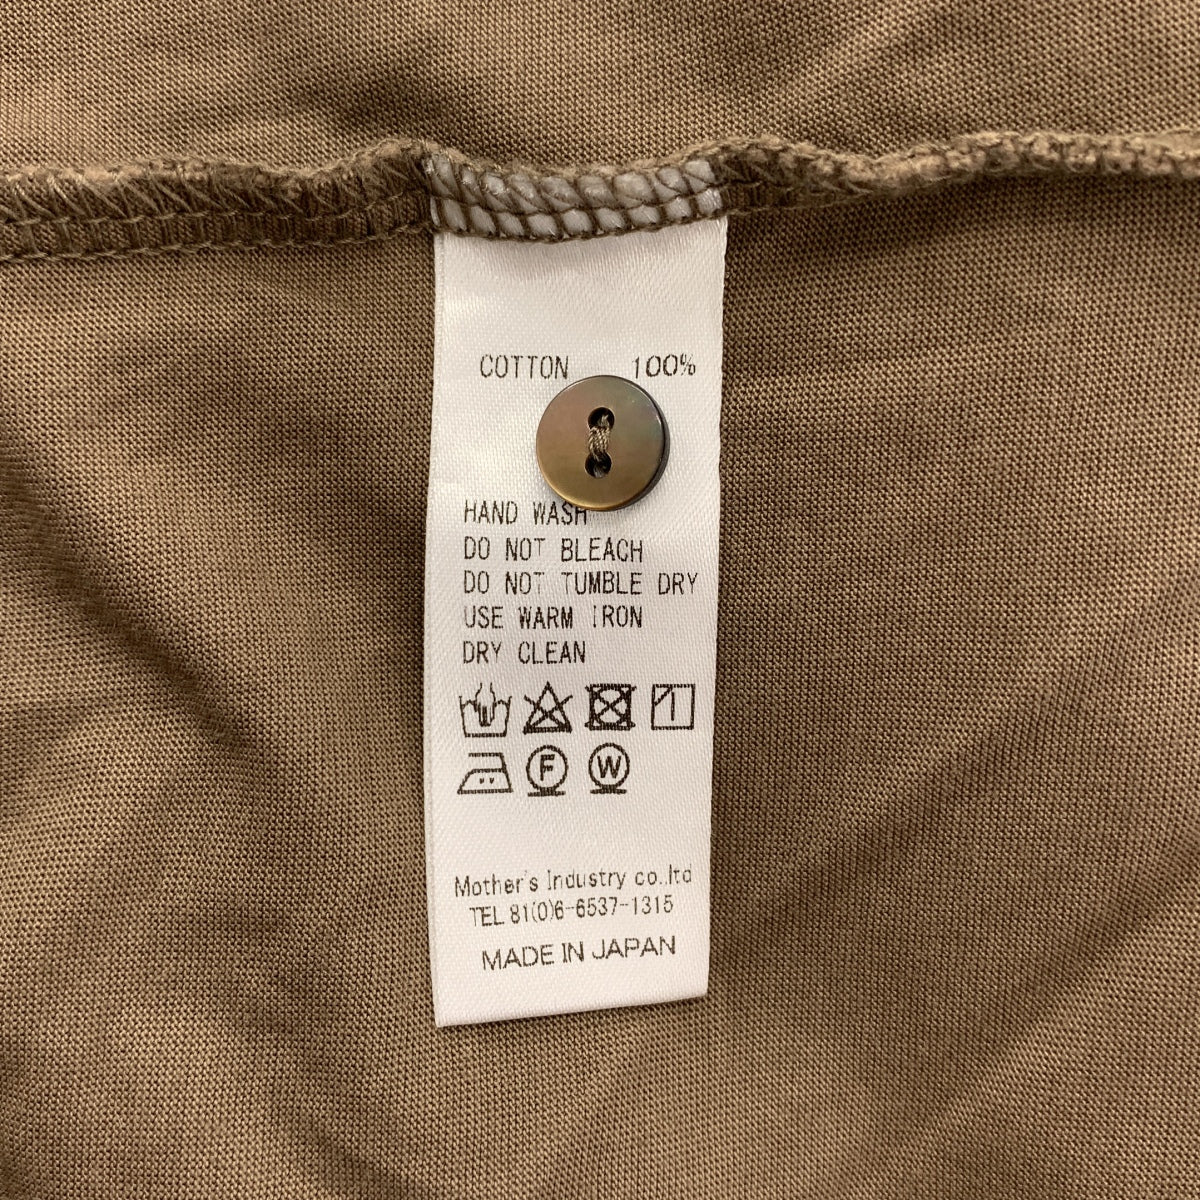 COTTON 100%
HAND WASH
DO NOT BLEACH
DO NOT TUMBLE DRY
USE WARM IRON
DRY CLEAN
F W
Mother's Industry co.,ltd
TEL 81(0)6-6537-1315
MADE IN JAPAN